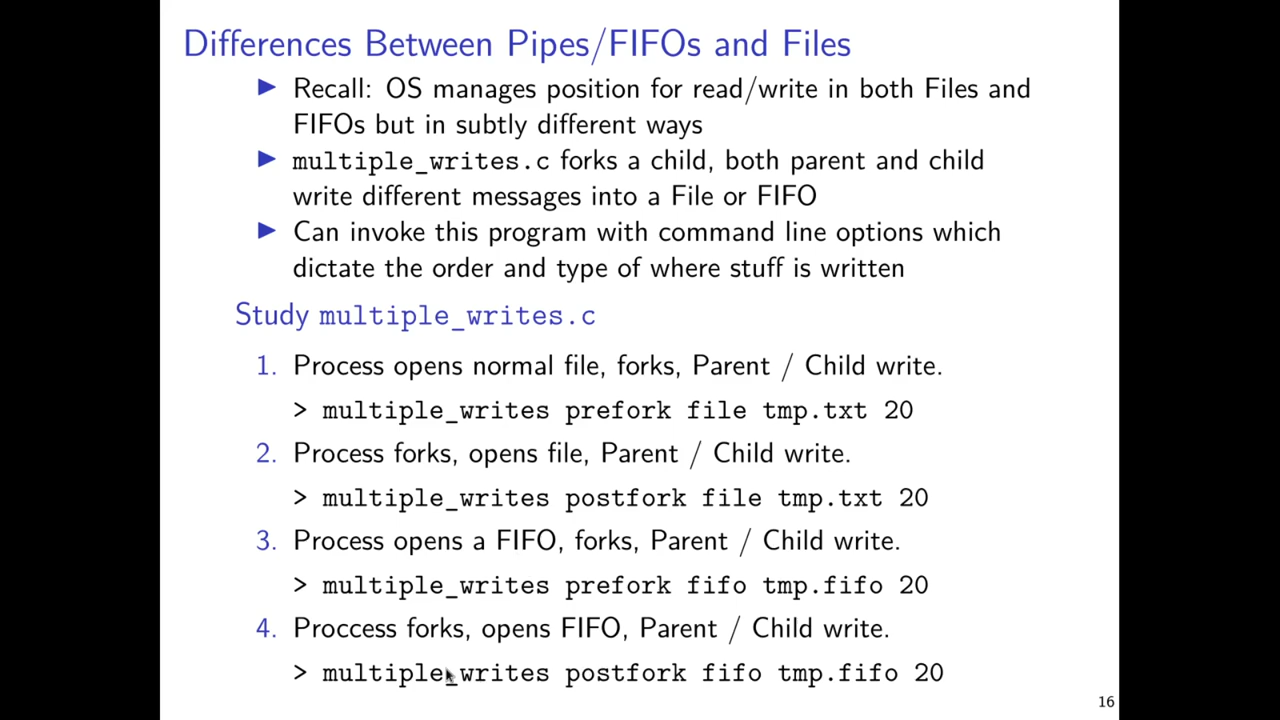 Differences Between Pipes/FIFOs and Files
▶ Recall: OS manages position for read/write in both Files and
FIFOs but in subtly different ways
▶ multiple_writes.c forks a child, both parent and child
write different messages into a File or FIFO
▶ Can invoke this program with command line options which
dictate the order and type of where stuff is written
Study multiple_writes.c
1. Process opens normal file, forks, Parent / Child write.
> multiple_writes prefork file tmp.txt 20
2. Process forks, opens file, Parent / Child write.
> multiple_writes postfork file tmp.txt 20
3. Process opens a FIFO, forks, Parent / Child write.
> multiple_writes prefork fifo tmp.fifo 20
4. Proccess forks, opens FIFO, Parent / Child write.
> multiple_writes postfork fifo tmp.fifo 20
16